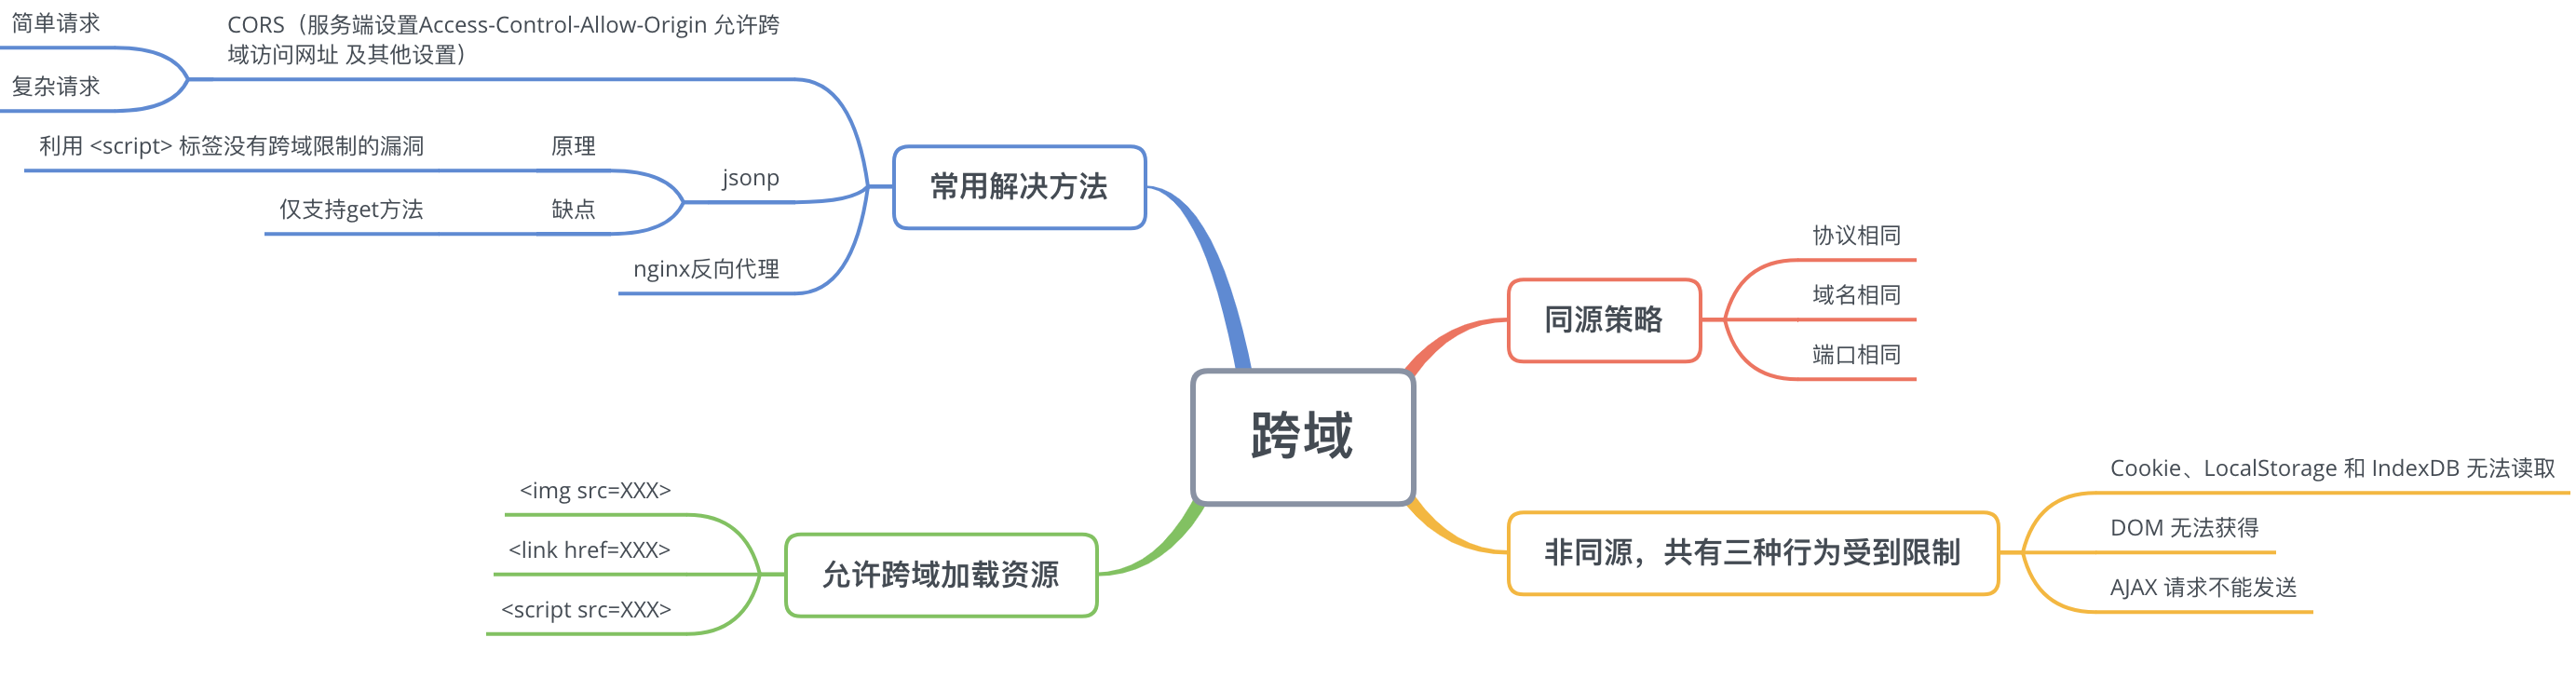 跨域
同源策略
协议相同
域名相同
端口相同
非同源，共有三种行为受到限制
Cookie、LocalStorage 和 IndexDB 无法读取
DOM 无法获得
AJAX 请求不能发送
常用解决方法
CORS（服务端设置Access-Control-Allow-Origin 允许跨
域访问网址 及其他设置）
简单请求
复杂请求
jsonp
原理
利用 <script> 标签没有跨域限制的漏洞
缺点
仅支持get方法
nginx反向代理
允许跨域加载资源
<img src=XXX>
<link href=XXX>
<script src=XXX>